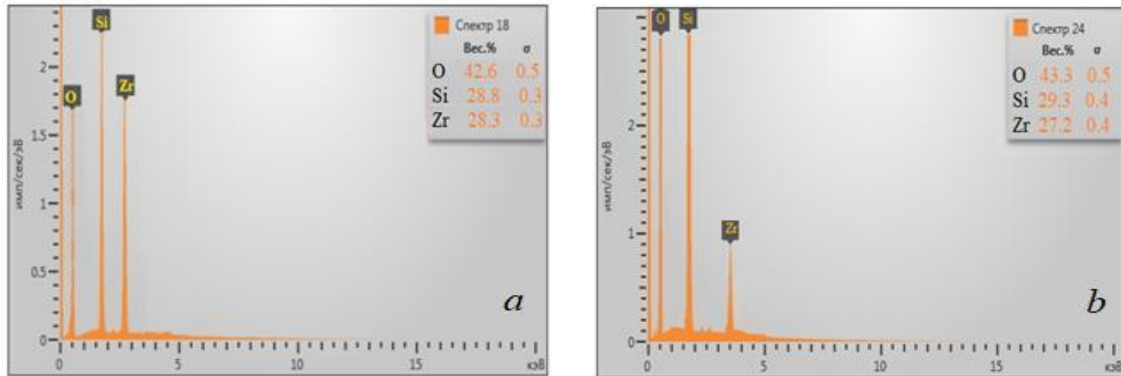 Спектр 18
Вес.% σ
O 42.6 0.5
Si 28.8 0.3
Zr 28.3 0.3
Si
Zr
O
2
1.5
1
0.5
0
имп/сек/эВ
0 5 10 15 кэВ
a
Спектр 24
Вес.% σ
O 43.3 0.5
Si 29.3 0.4
Zr 27.2 0.4
O Si
Zr
2
1
0
имп/сек/эВ
0 5 10 15 кэВ
b